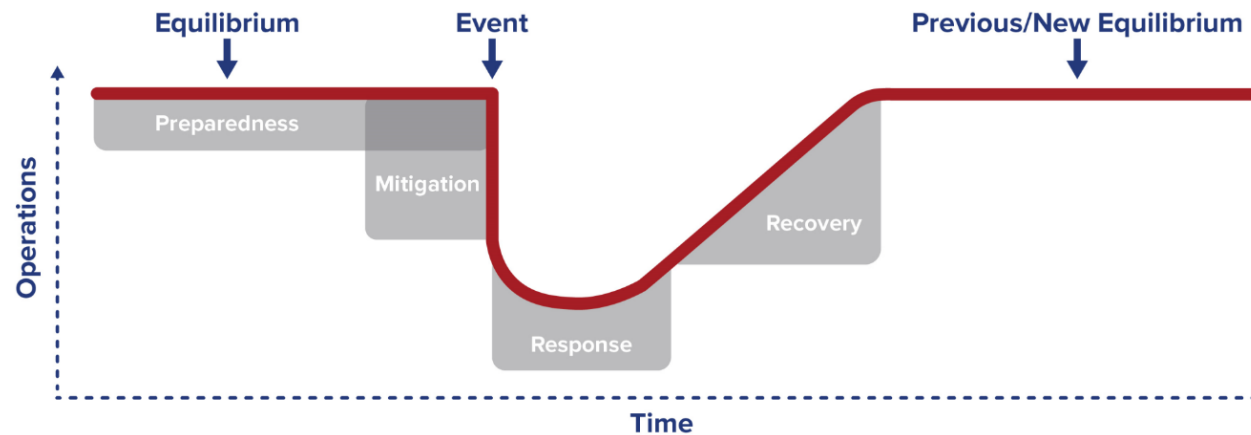 Equilibrium
Event
Previous/New Equilibrium
Preparedness
Mitigation
Recovery
Response
Operations
Time